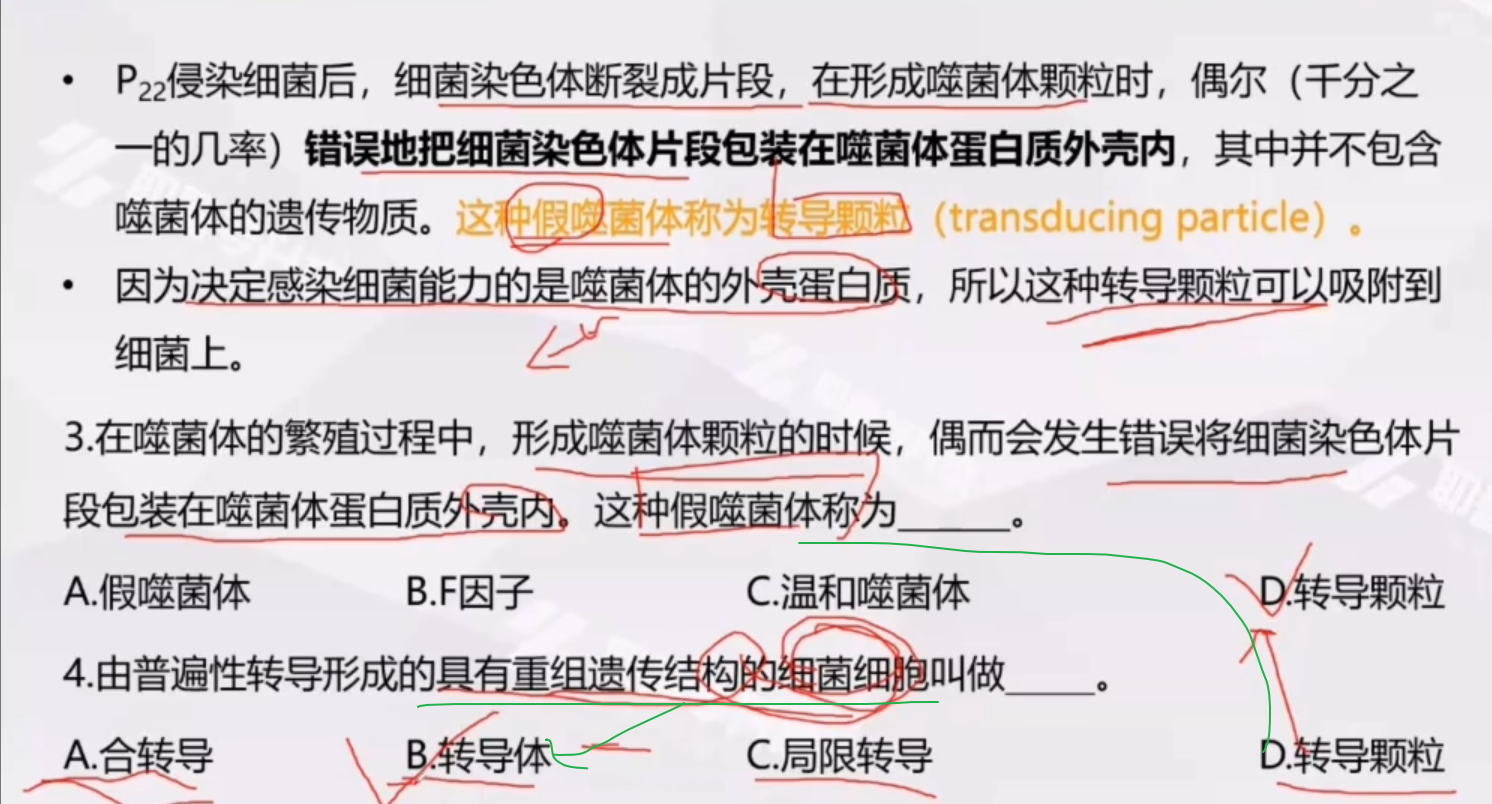 • P₂₂侵染细菌后，细菌染色体断裂成片段，在形成噬菌体颗粒时，偶尔（千分之
一的几率）错误地把细菌染色体片段包装在噬菌体蛋白质外壳内，其中并不包含
噬菌体的遗传物质。这种假噬菌体称为转导颗粒（transducing particle）。
• 因为决定感染细菌能力的是噬菌体的外壳蛋白质，所以这种转导颗粒可以吸附到
细菌上。
3.在噬菌体的繁殖过程中，形成噬菌体颗粒的时候，偶而会发生错误将细菌染色体片
段包装在噬菌体蛋白质外壳内。这种假噬菌体称为______。
A.假噬菌体 B.F因子 C.温和噬菌体 D.转导颗粒
4.由普遍性转导形成的具有重组遗传结构的细菌细胞叫做_____。
A.合转导 B.转导体 C.局限转导 D.转导颗粒